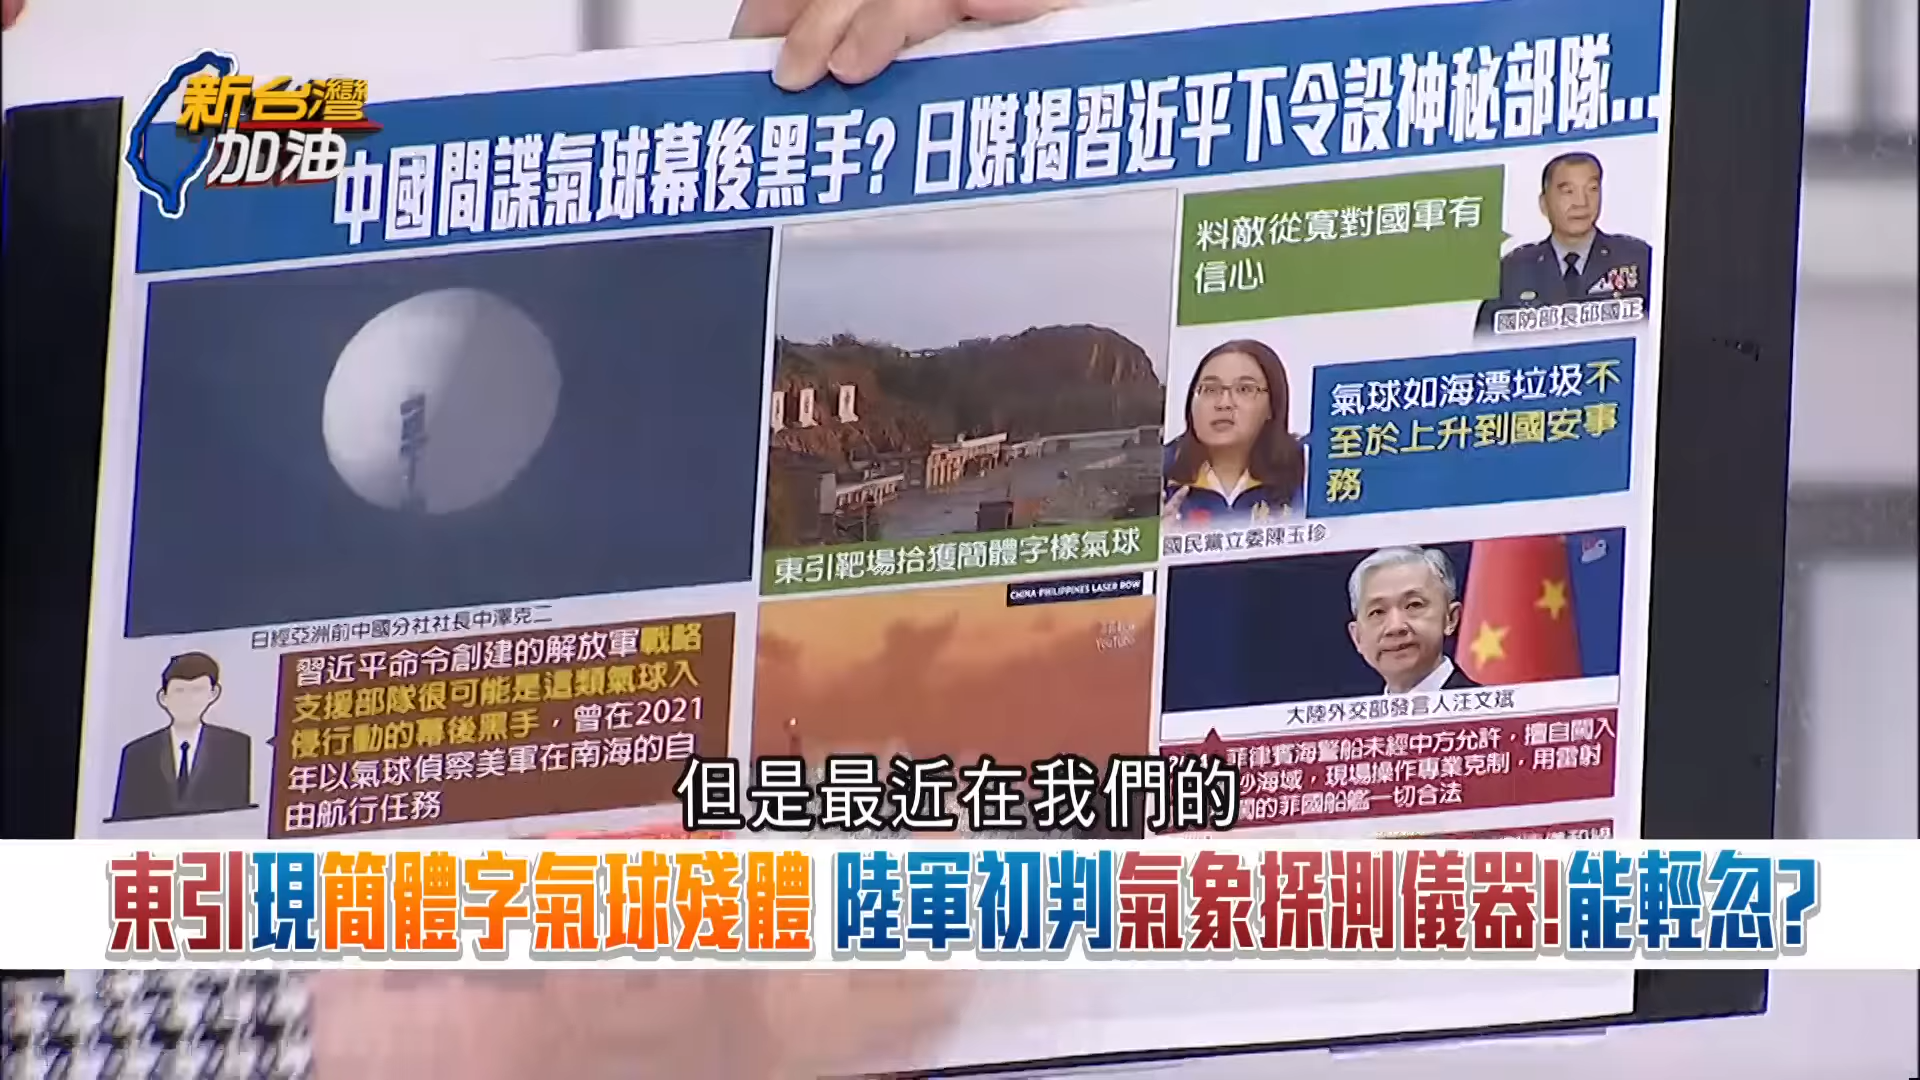 新台灣
加油
中國間諜氣球幕後黑手？日媒揭習近平下令設神秘部隊...
料敵從寬對國軍有
信心
國防部長邱國正
氣球如海漂垃圾不
至於上升到國安事
務
國民黨立委陳玉珍
東引靶場拾獲簡體字樣氣球
CHINA-PHILIPPINES LASER ROW
YouTube
日經亞洲前中國分社社長中澤克二
習近平命令創建的解放軍戰略
支援部隊很可能是這類氣球入
侵行動的幕後黑手，曾在2021
年以氣球偵察美軍在南海的自
由航行任務
大陸外交部發言人汪文斌
菲律賓海警船未經中方允許，擅自闖入
海域，現場操作專業克制，用雷射
的菲國船艦一切合法
但是最近在我們的
東引現簡體字氣球殘體 陸軍初判氣象探測儀器！能輕忽？